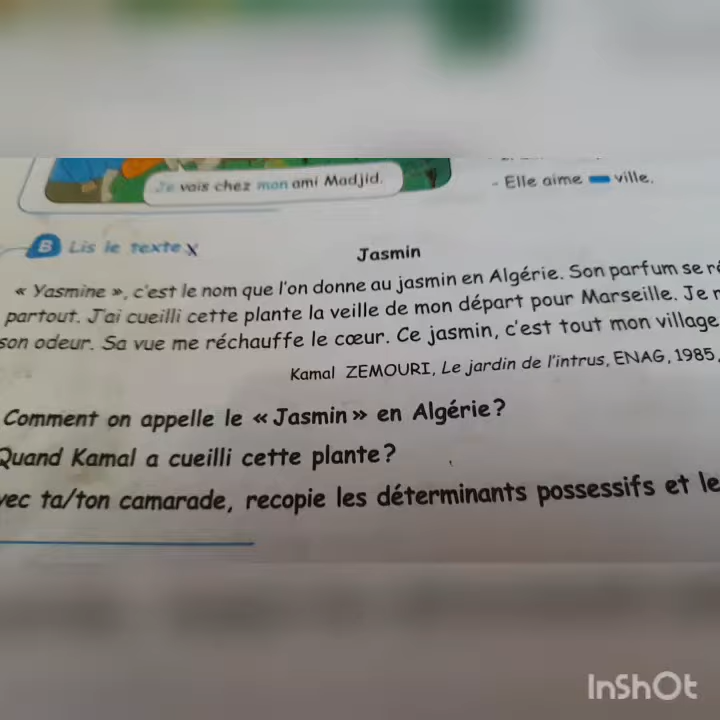 Je vais chez mon ami Madjid.
- Elle aime ville.
B Lis le texte x
Jasmin
« Yasmine », c'est le nom que l'on donne au jasmin en Algérie. Son parfum se
partout. J'ai cueilli cette plante la veille de mon départ pour Marseille. Je
son odeur. Sa vue me réchauffe le cœur. Ce jasmin, c'est tout mon village
Kamal ZEMOURI, Le jardin de l'intrus, ENAG, 1985,
Comment on appelle le « Jasmin » en Algérie ?
Quand Kamal a cueilli cette plante ?
vec ta/ton camarade, recopie les déterminants possessifs et le
InShOt